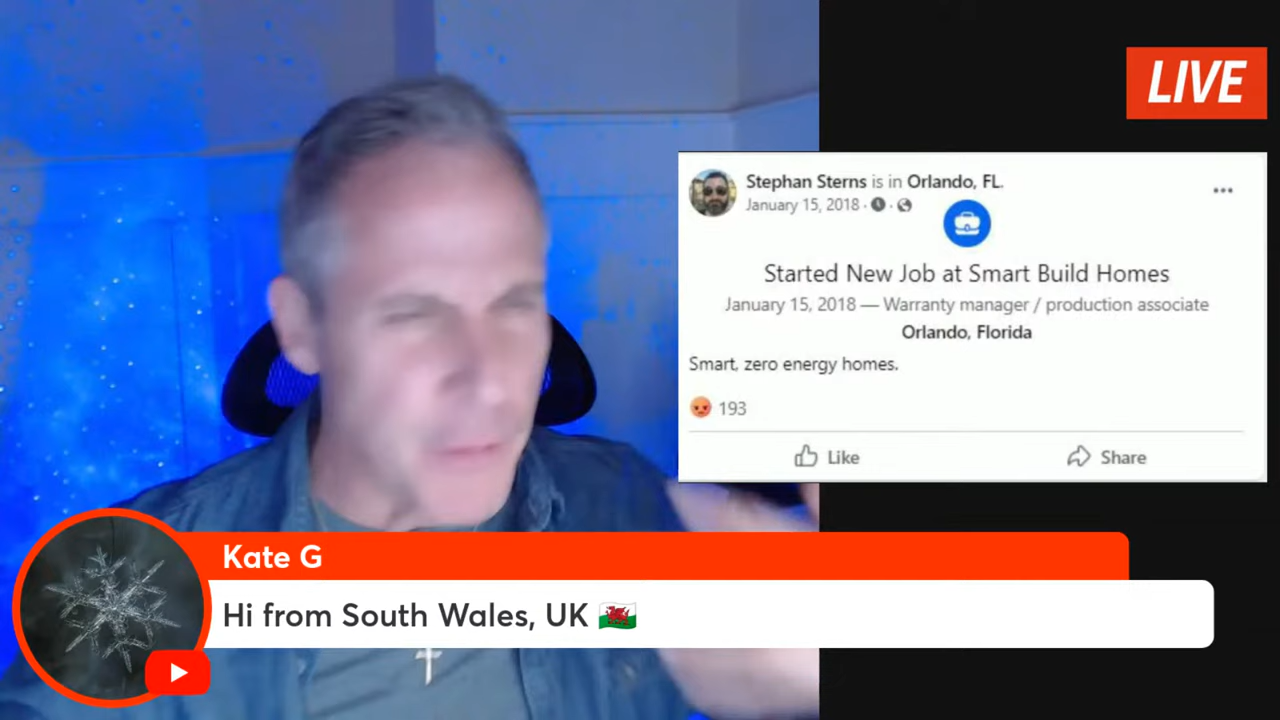 LIVE
Stephan Sterns is in Orlando, FL.
January 15, 2018 · ·
Started New Job at Smart Build Homes
January 15, 2018 — Warranty manager / production associate
Orlando, Florida
Smart, zero energy homes.
193
Like
Share
Kate G
Hi from South Wales, UK 🏴󠁧󠁢󠁷󠁬󠁳󠁿